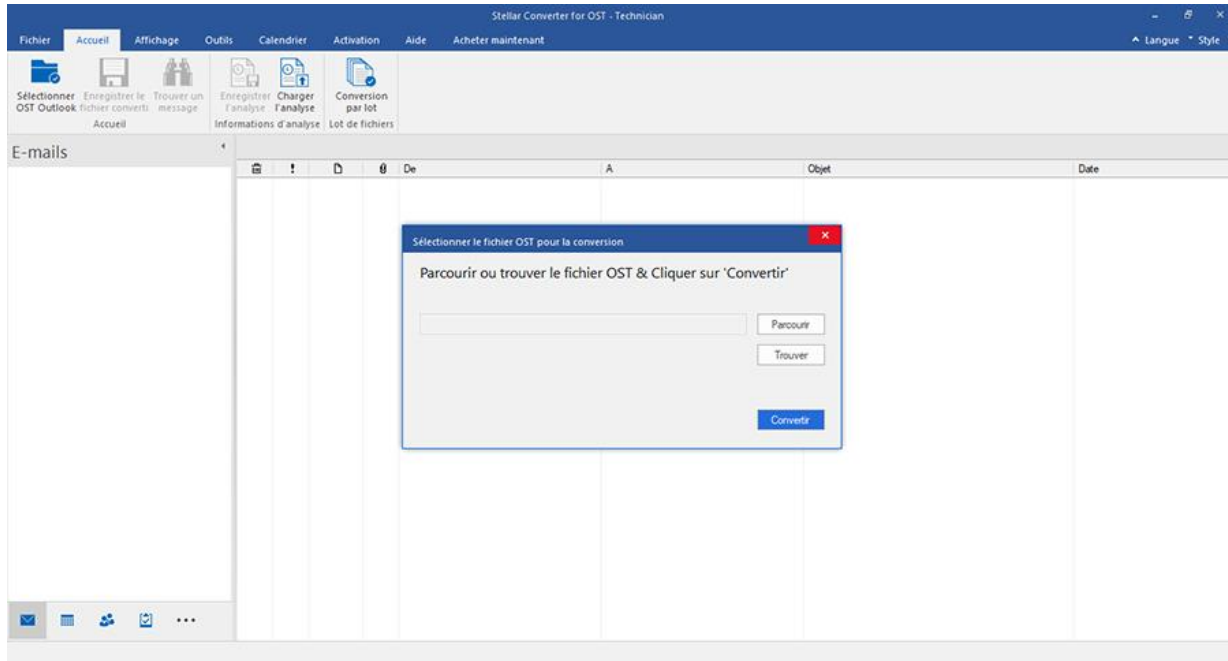 Stellar Converter for OST - Technician
Fichier Accueil Affichage Outils Calendrier Activation Aide Acheter maintenant Langue Style
Sélectionner OST Outlook
Enregistrer le fichier converti
Trouver un message
Enregistrer l'analyse
Charger l'analyse
Conversion par lot
Accueil
Informations d'analyse
Lot de fichiers
E-mails
De A Objet Date
Sélectionner le fichier OST pour la conversion
Parcourir ou trouver le fichier OST & Cliquer sur 'Convertir'
Parcourir
Trouver
Convertir